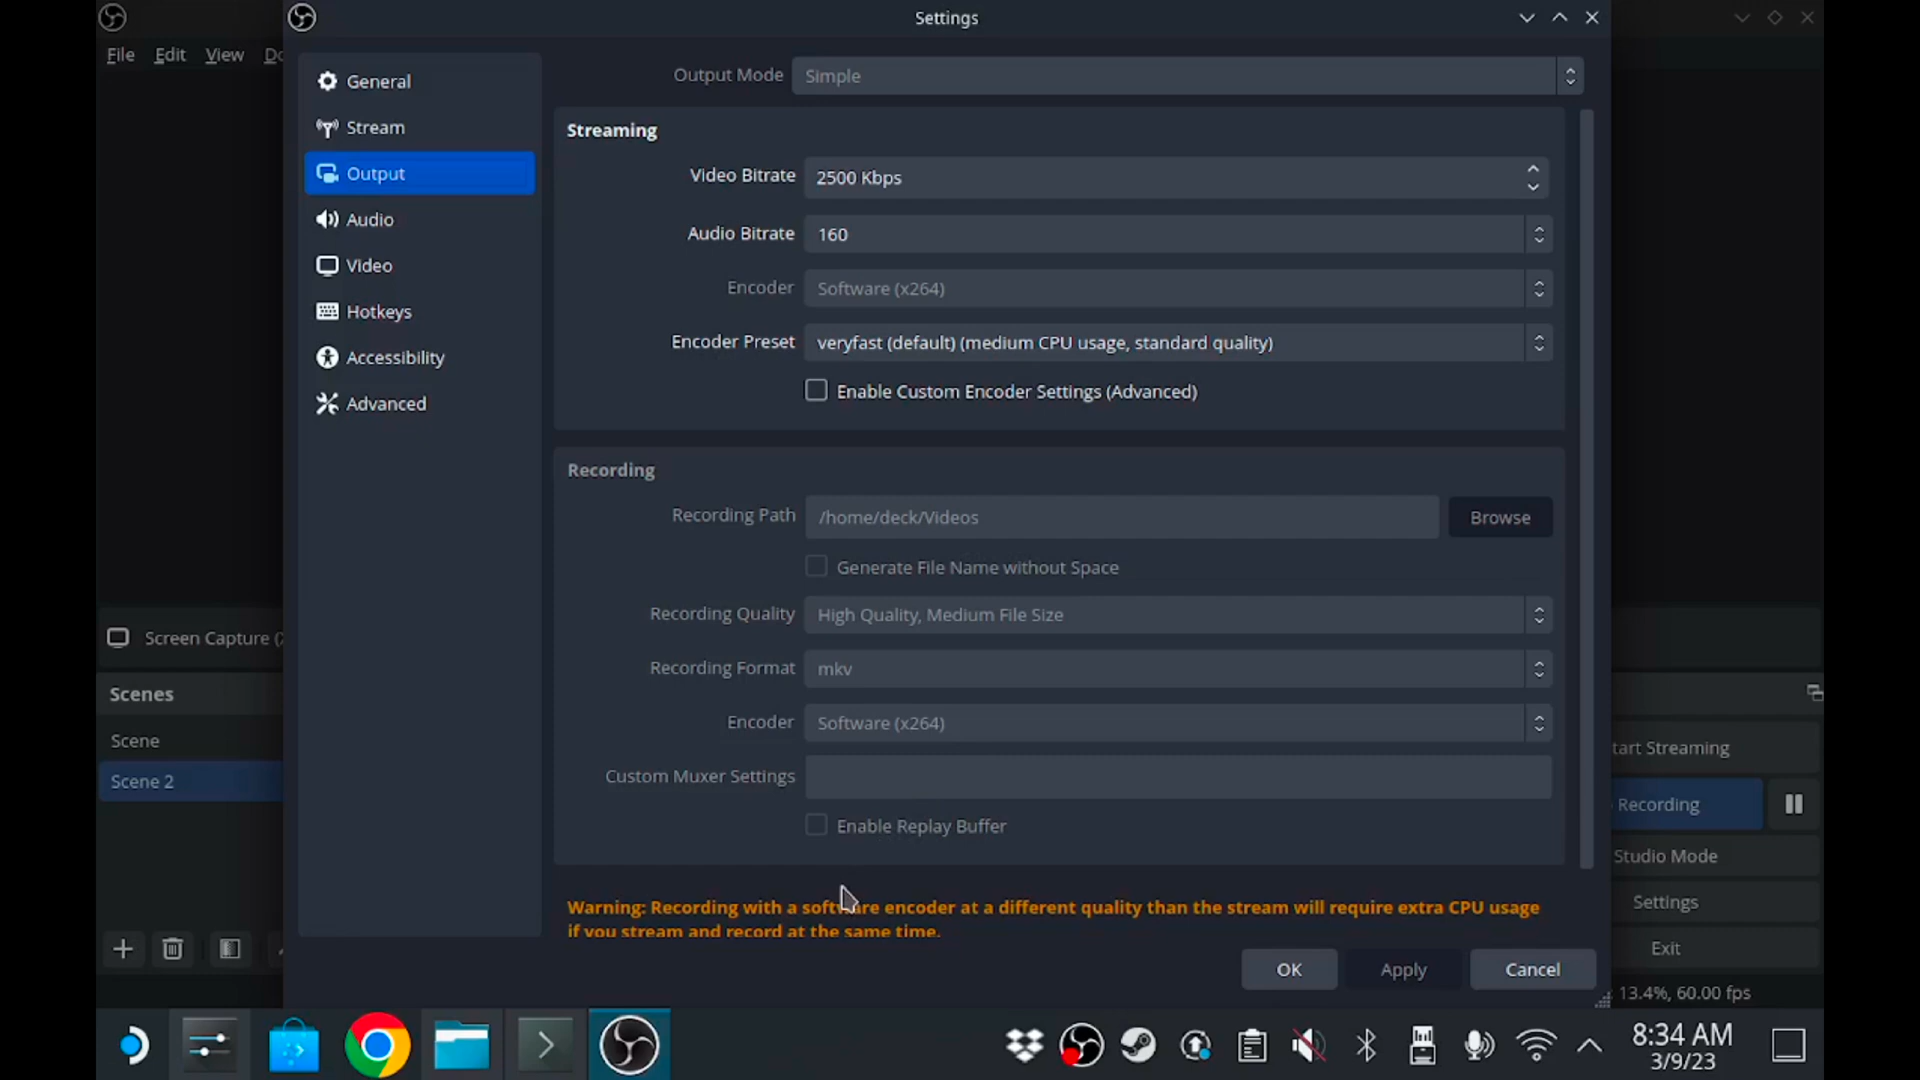 Settings
File Edit View
General
Stream
Output
Audio
Video
Hotkeys
Accessibility
Advanced
Output Mode Simple
Streaming
Video Bitrate 2500 Kbps
Audio Bitrate 160
Encoder Software (x264)
Encoder Preset veryfast (default) (medium CPU usage, standard quality)
Enable Custom Encoder Settings (Advanced)
Recording
Recording Path /home/deck/Videos Browse
Generate File Name without Space
Recording Quality High Quality, Medium File Size
Recording Format mkv
Encoder Software (x264)
Custom Muxer Settings
Enable Replay Buffer
Warning: Recording with a software encoder at a different quality than the stream will require extra CPU usage
if you stream and record at the same time.
OK Apply Cancel
Screen Capture (
Scenes
Scene
Scene 2
tart Streaming
Recording
Studio Mode
Settings
Exit
13.4%, 60.00 fps
8:34 AM
3/9/23